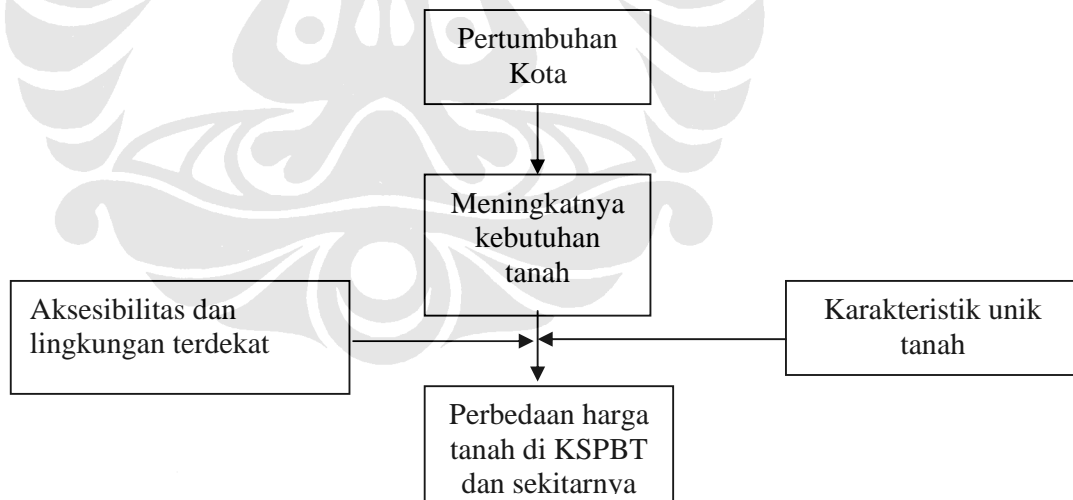 Pertumbuhan
Kota
Meningkatnya
kebutuhan
tanah
Aksesibilitas dan
lingkungan terdekat
Karakteristik unik
tanah
Perbedaan harga
tanah di KSPBT
dan sekitarnya